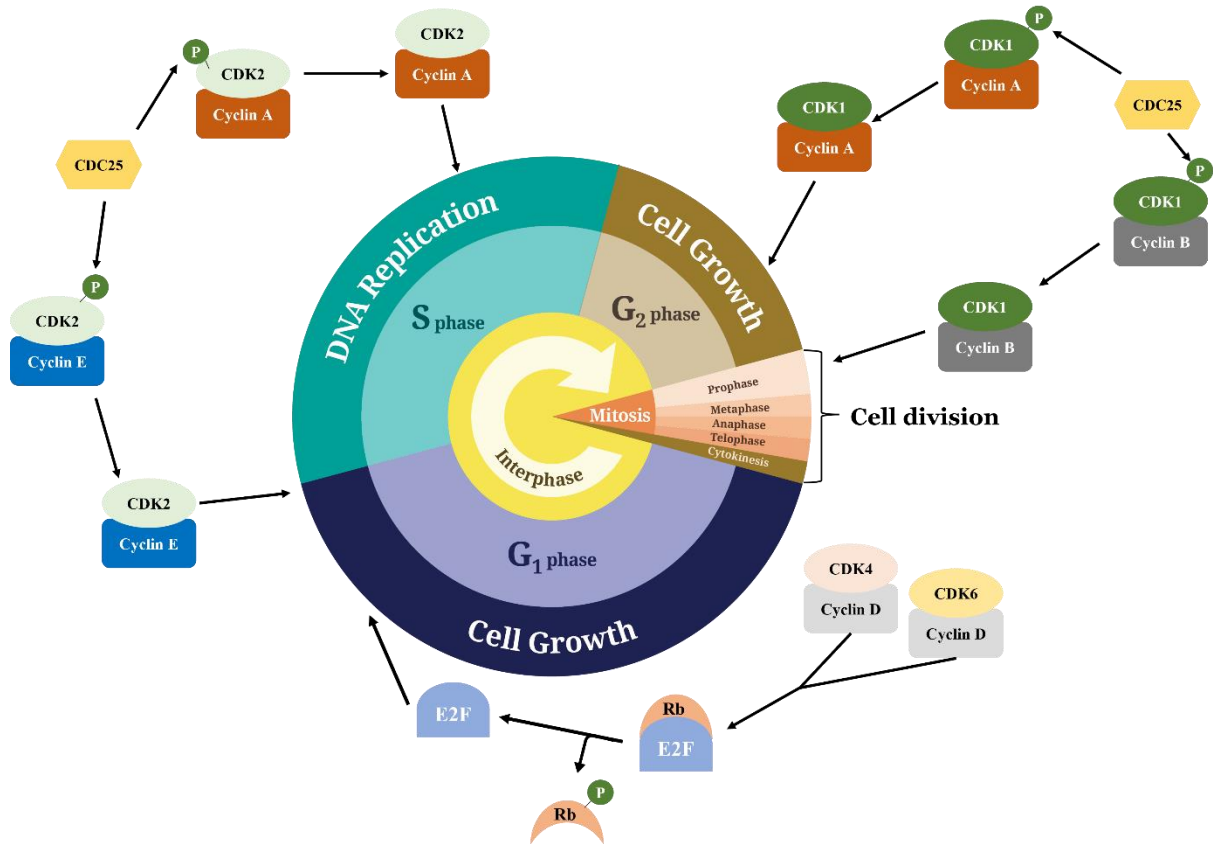 P
CDK2
Cyclin A
CDK2
Cyclin A
CDC25
P
CDK2
Cyclin E
CDK2
Cyclin E
P
CDK1
Cyclin A
CDK1
Cyclin A
CDC25
P
CDK1
Cyclin B
CDK1
Cyclin B
DNA Replication
S phase
Cell Growth
G₂ phase
Prophase
Metaphase
Anaphase
Telophase
Cytokinesis
Mitosis
Cell division
Interphase
G₁ phase
Cell Growth
CDK4
Cyclin D
CDK6
Cyclin D
Rb
E2F
E2F
P
Rb